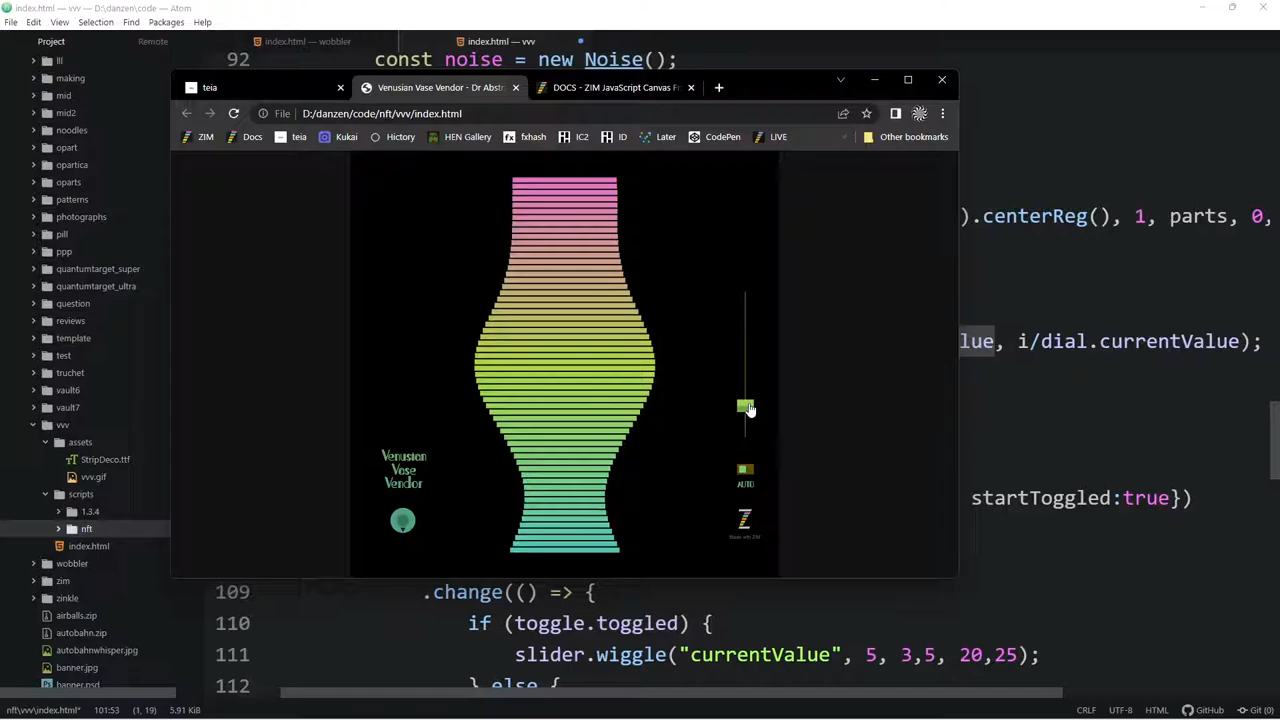 index.html — vvv — D:\danzen\code — Atom
File Edit View Selection Find Packages Help
Project Remote
index.html — wobbler
index.html — vvv
lll
making
mid
mid2
noodles
opart
opartica
oparts
patterns
photographs
pill
ppp
quantumtarget_super
quantumtarget_ultra
question
reviews
template
test
truchet
vault6
vault7
vvv
assets
StripDeco.ttf
vvv.gif
scripts
1.3.4
nft
index.html
wobbler
zim
zinkle
airballs.zip
autobahn.zip
autobahnwhisper.jpg
banner.jpg
banner.psd
92 const noise = new Noise();
teia
Venusian Vase Vendor - Dr Abstr
DOCS - ZIM JavaScript Canvas Fr
File D:/danzen/code/nft/vvv/index.html
ZIM Docs teia Kukai Hictory HEN Gallery fxhash IC2 ID Later CodePen LIVE Other bookmarks
Venusian
Vase
Vendor
AUTO
Made with ZIM
).centerReg(), 1, parts, 0,
lue, i/dial.currentValue);
startToggled:true})
109 .change(() => {
110 if (toggle.toggled) {
111 slider.wiggle("currentValue", 5, 3,5, 20,25);
112 } else {
nft\vvv\index.html* 101:53 (1, 19) 5.91 KiB
CRLF UTF-8 HTML GitHub Git (0)